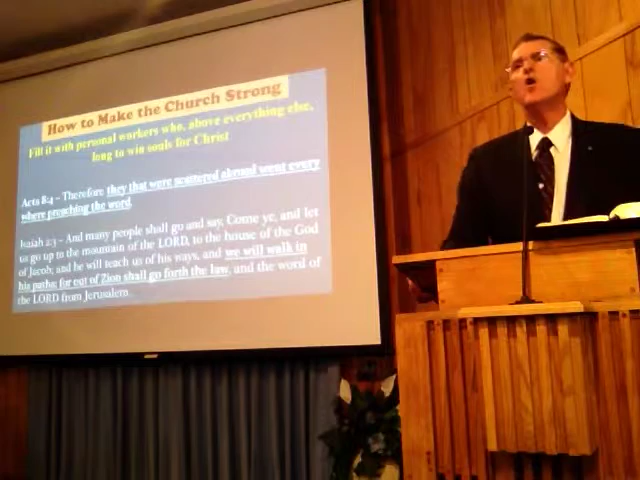 How to Make the Church Strong
Fill it with personal workers who, above everything else,
long to win souls for Christ
Acts 8:4 – Therefore they that were scattered abroad went every
where preaching the word.
Isaiah 2:3 – And many people shall go and say, Come ye, and let
us go up to the mountain of the LORD, to the house of the God
of Jacob; and he will teach us of his ways, and we will walk in
his paths: for out of Zion shall go forth the law, and the word of
the LORD from Jerusalem.